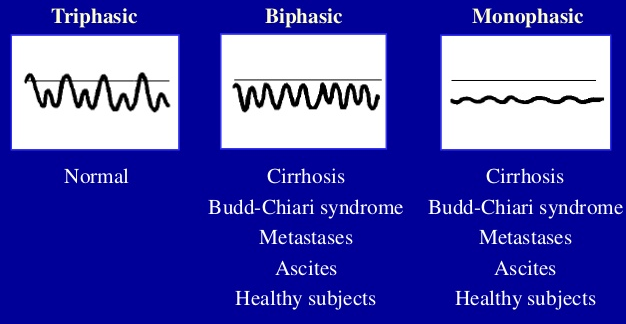 Triphasic
Biphasic
Monophasic
Normal
Cirrhosis
Budd-Chiari syndrome
Metastases
Ascites
Healthy subjects
Cirrhosis
Budd-Chiari syndrome
Metastases
Ascites
Healthy subjects